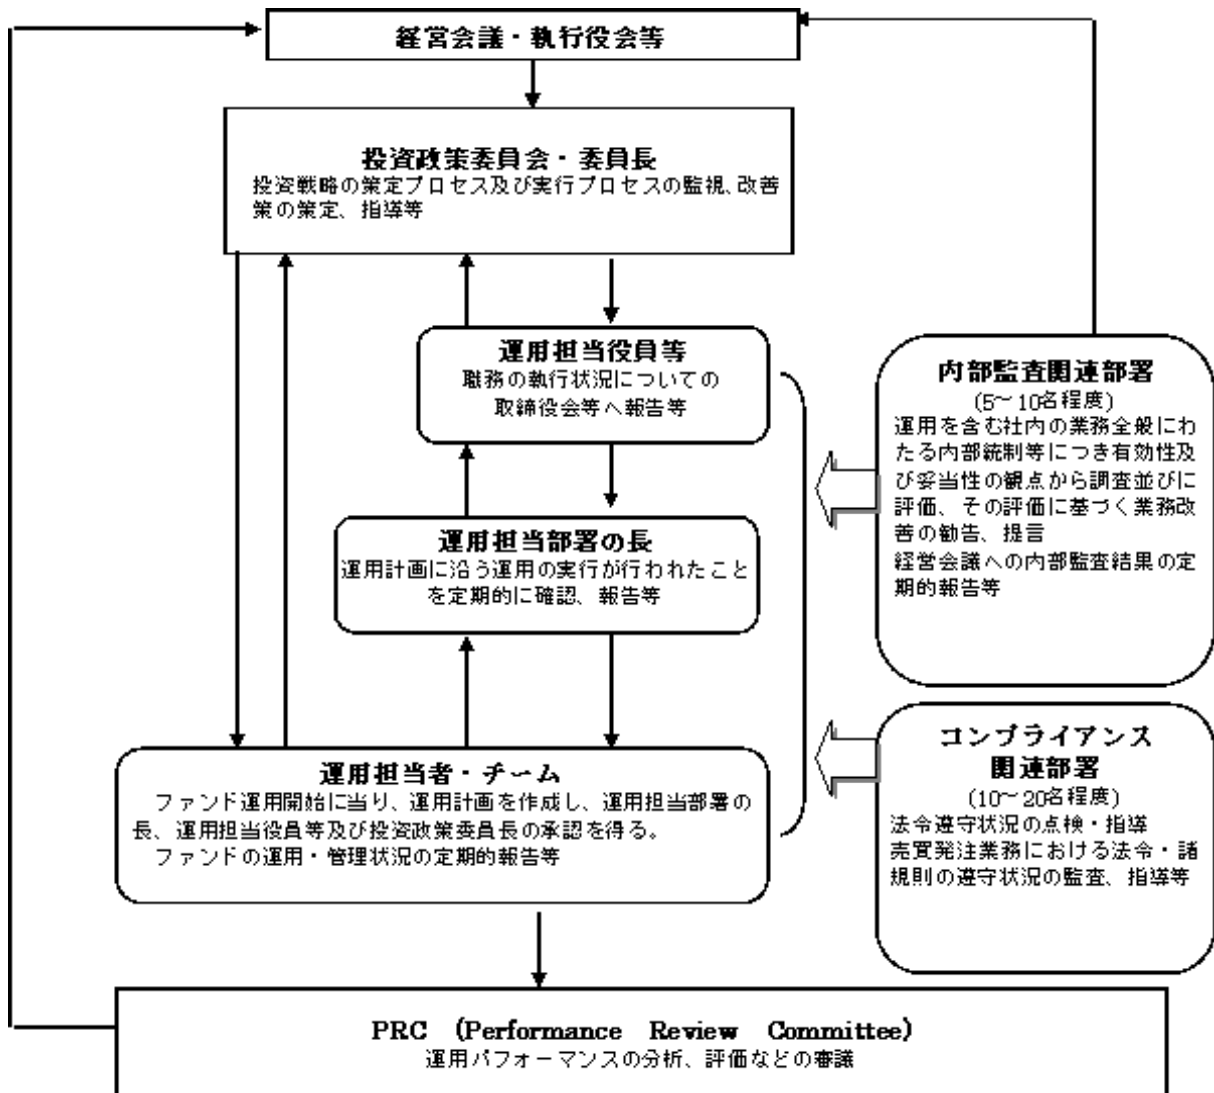 経営会議・執行役会等
投資政策委員会・委員長
投資戦略の策定プロセス及び実行プロセスの監視、改善
策の策定、指導等
運用担当役員等
職務の執行状況についての
取締役会等へ報告等
運用担当部署の長
運用計画に沿う運用の実行が行われたこと
を定期的に確認、報告等
運用担当者・チーム
ファンド運用開始に当り、運用計画を作成し、運用担当部署の
長、運用担当役員等及び投資政策委員長の承認を得る。
ファンドの運用・管理状況の定期的報告等
内部監査関連部署
(5～10名程度)
運用を含む社内の業務全般にわ
たる内部統制等につき有効性及
び妥当性の観点から調査並びに
評価、その評価に基づく業務改
善の勧告、提言
経営会議への内部監査結果の定
期的報告等
コンプライアンス
関連部署
(10～20名程度)
法令遵守状況の点検・指導
売買発注業務における法令・諸
規則の遵守状況の監査、指導等
PRC (Performance Review Committee)
運用パフォーマンスの分析、評価などの審議